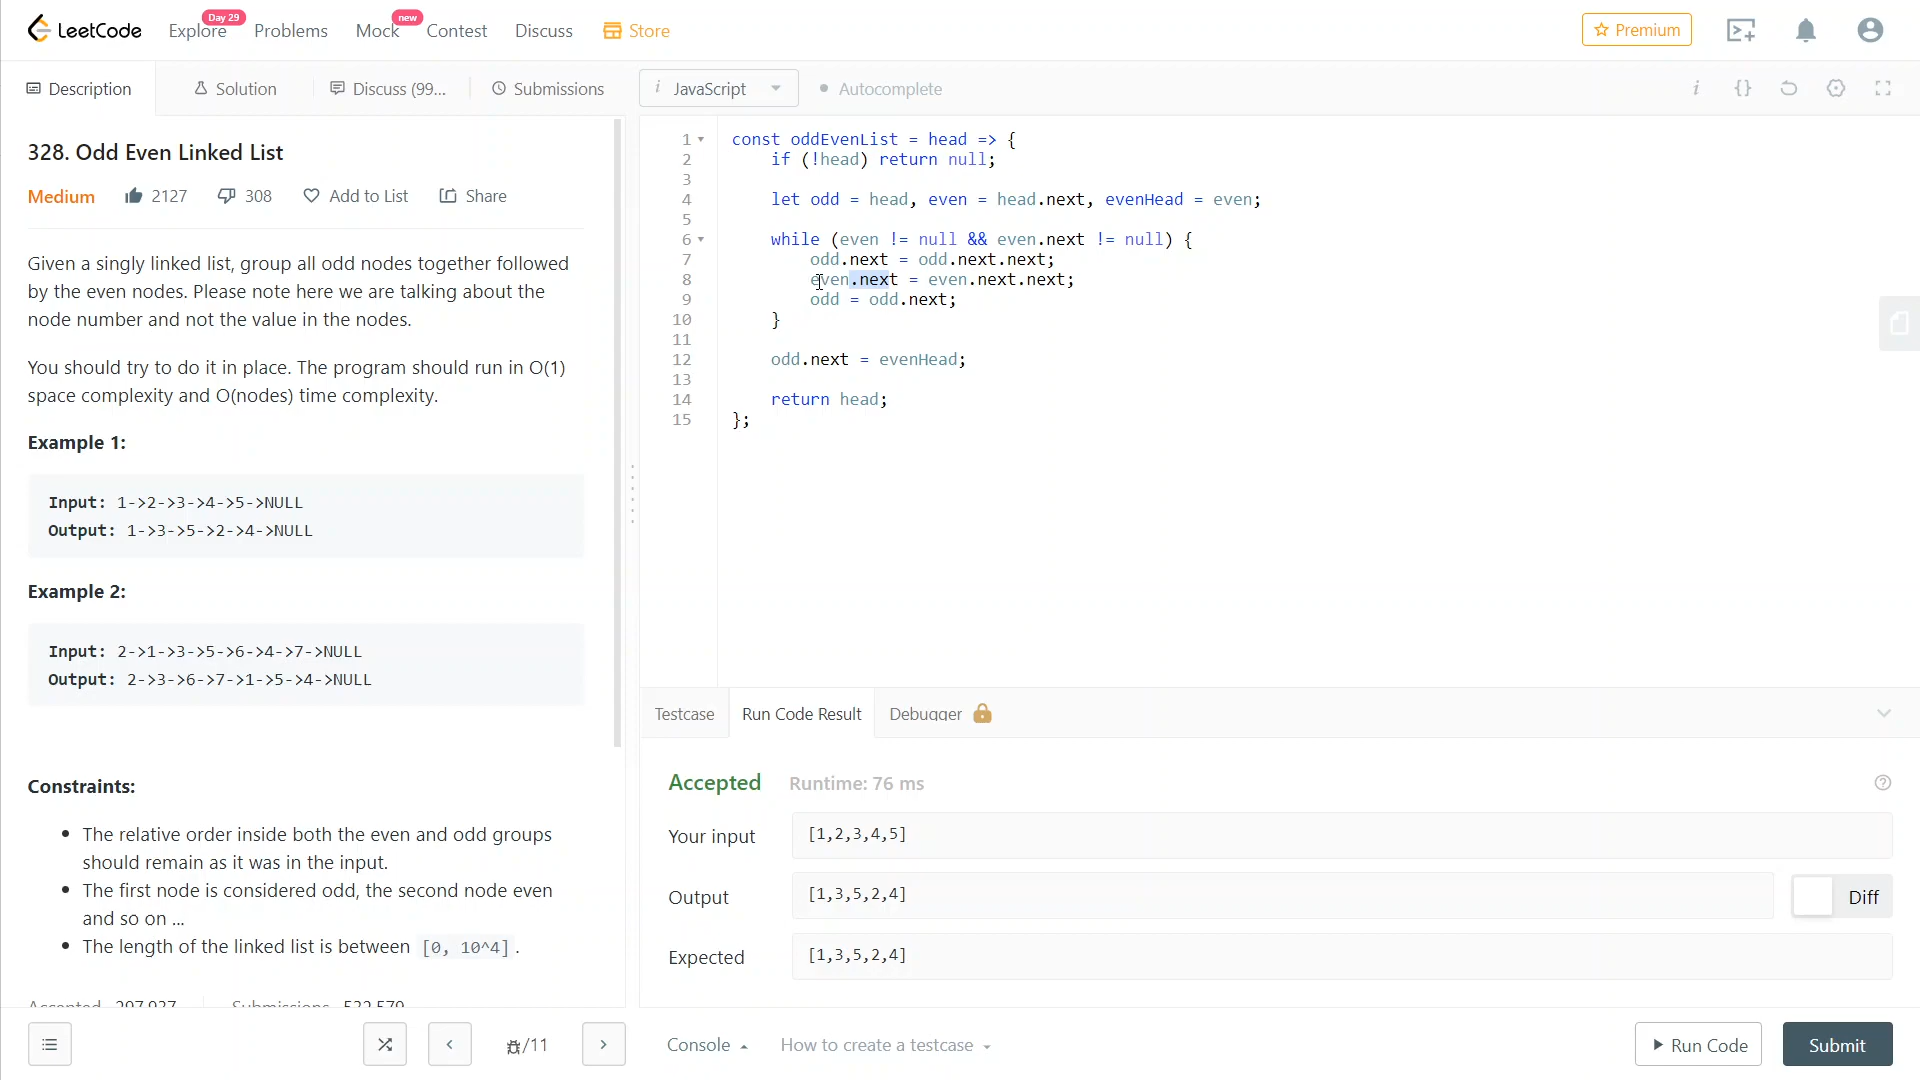 LeetCode
Explore
Day 29
Problems
Mock
new
Contest
Discuss
Store
Premium
Description
Solution
Discuss (99...
Submissions
i JavaScript
Autocomplete
i {}
328. Odd Even Linked List
Medium 2127 308 Add to List Share
Given a singly linked list, group all odd nodes together followed
by the even nodes. Please note here we are talking about the
node number and not the value in the nodes.
You should try to do it in place. The program should run in O(1)
space complexity and O(nodes) time complexity.
Example 1:
Input: 1->2->3->4->5->NULL
Output: 1->3->5->2->4->NULL
Example 2:
Input: 2->1->3->5->6->4->7->NULL
Output: 2->3->6->7->1->5->4->NULL
Constraints:
• The relative order inside both the even and odd groups
should remain as it was in the input.
• The first node is considered odd, the second node even
and so on ...
• The length of the linked list is between [0, 10^4].
Accepted 297,937 Submissions 532,579
/11
1 const oddEvenList = head => {
2 if (!head) return null;
3
4 let odd = head, even = head.next, evenHead = even;
5
6 while (even != null && even.next != null) {
7 odd.next = odd.next.next;
8 even.next = even.next.next;
9 odd = odd.next;
10 }
11
12 odd.next = evenHead;
13
14 return head;
15 };
Testcase
Run Code Result
Debugger
Accepted Runtime: 76 ms
Your input [1,2,3,4,5]
Output [1,3,5,2,4] Diff
Expected [1,3,5,2,4]
Console
How to create a testcase
Run Code
Submit